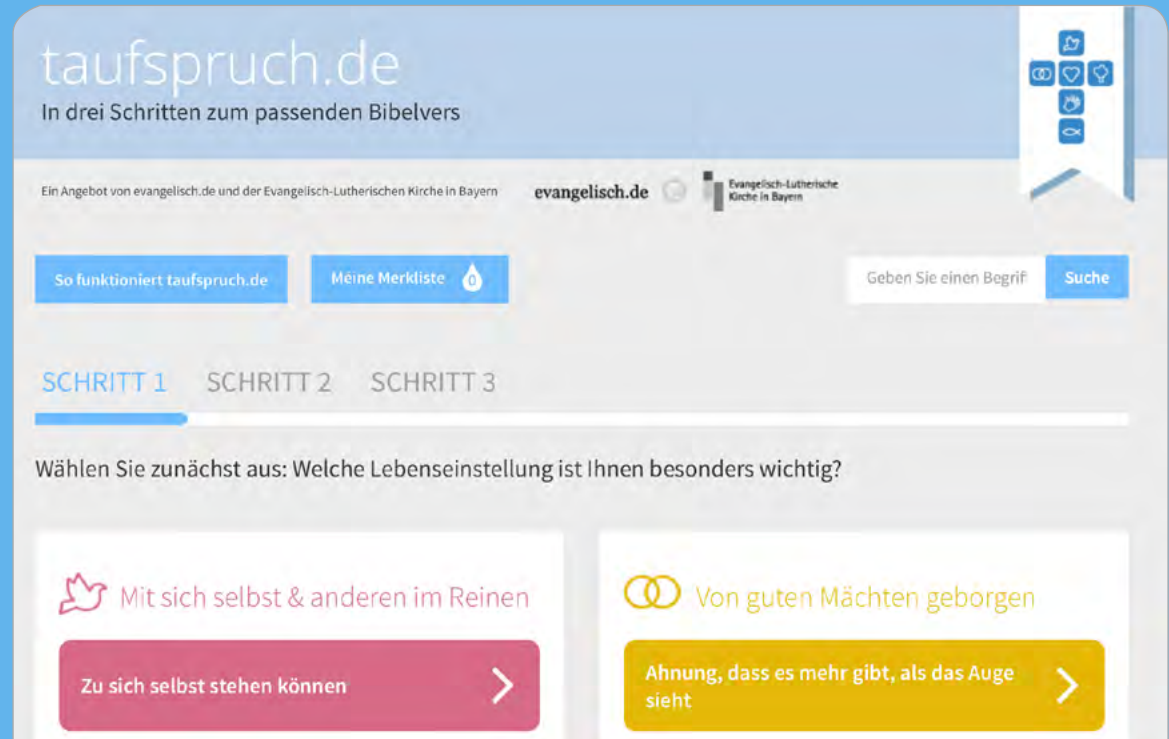 taufspruch.de
In drei Schritten zum passenden Bibelvers
Ein Angebot von evangelisch.de und der Evangelisch-Lutherischen Kirche in Bayern
evangelisch.de
Evangelisch-Lutherische
Kirche in Bayern
So funktioniert taufspruch.de
Meine Merkliste 0
Geben Sie einen Begrif
Suche
SCHRITT 1 SCHRITT 2 SCHRITT 3
Wählen Sie zunächst aus: Welche Lebenseinstellung ist Ihnen besonders wichtig?
Mit sich selbst & anderen im Reinen
Zu sich selbst stehen können
Von guten Mächten geborgen
Ahnung, dass es mehr gibt, als das Auge
sieht